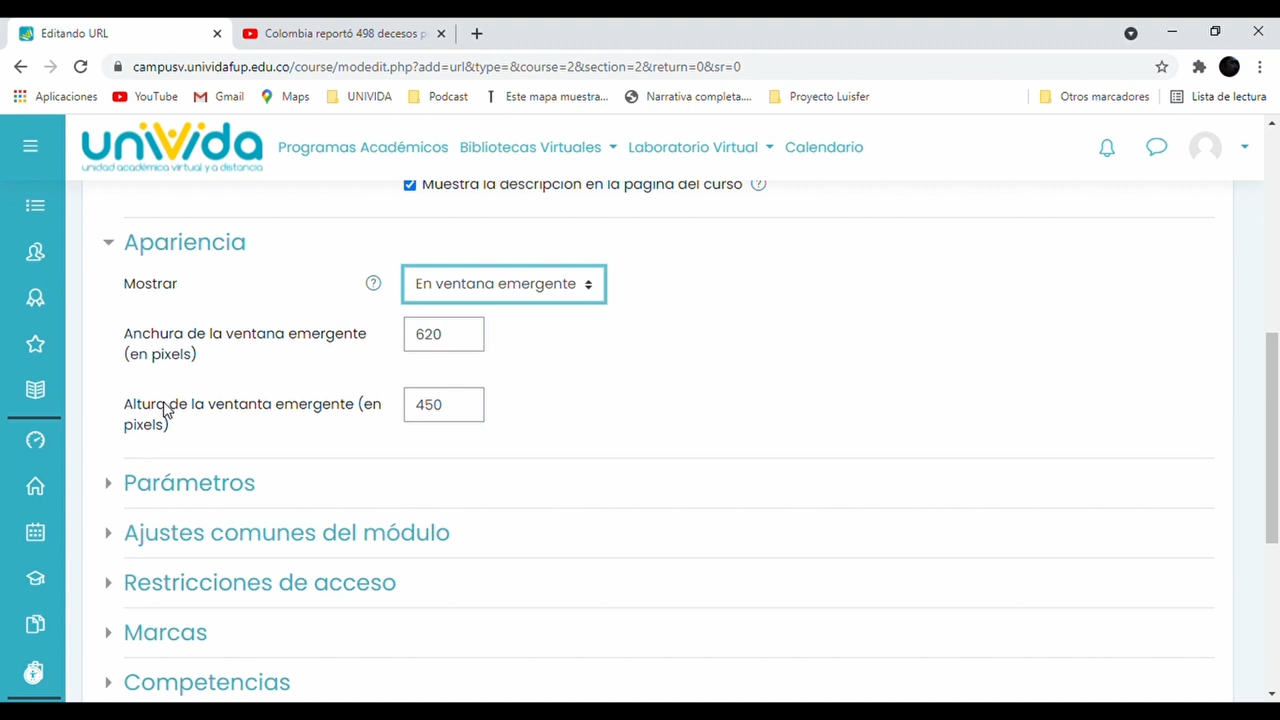 Editando URL
Colombia reportó 498 decesos p
campusv.unividafup.edu.co/course/modedit.php?add=url&type=&course=2&section=2&return=0&sr=0
Aplicaciones YouTube Gmail Maps UNIVIDA Podcast Este mapa muestra... Narrativa completa.... Proyecto Luisfer Otros marcadores Lista de lectura
uniVida
unidad académica virtual y a distancia
Programas Académicos Bibliotecas Virtuales Laboratorio Virtual Calendario
Muestra la descripción en la página del curso
Apariencia
Mostrar En ventana emergente
Anchura de la ventana emergente
(en pixels)
620
Altura de la ventanta emergente (en
pixels)
450
Parámetros
Ajustes comunes del módulo
Restricciones de acceso
Marcas
Competencias